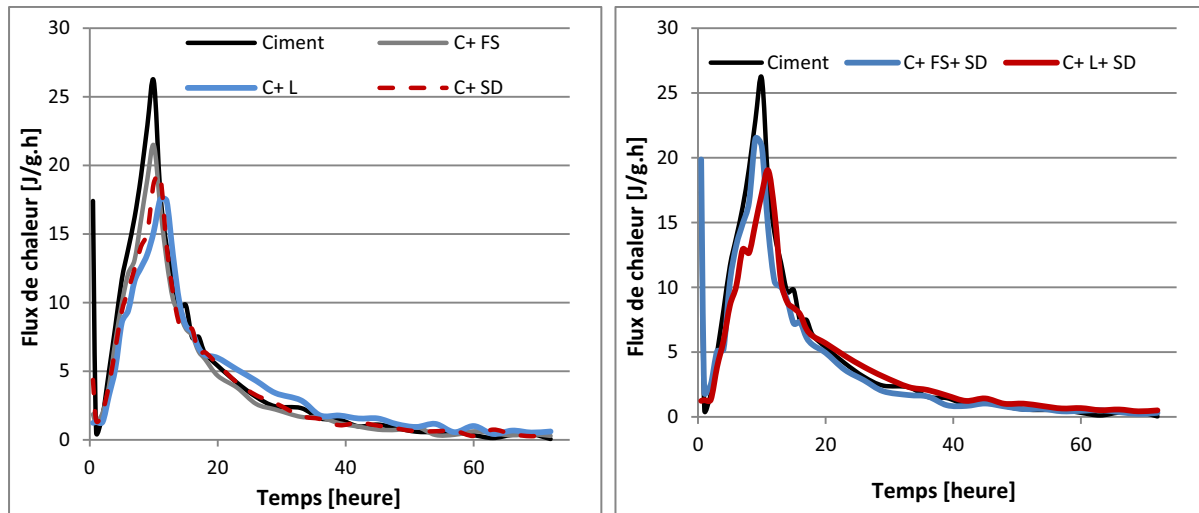 Flux de chaleur [J/g.h]
30
25
20
15
10
5
0
Ciment
C+ FS
C+ L
C+ SD
0
20
40
60
Temps [heure]
Flux de chaleur [J/g.h]
30
25
20
15
10
5
0
Ciment
C+ FS+ SD
C+ L+ SD
0
20
40
60
Temps [heure]